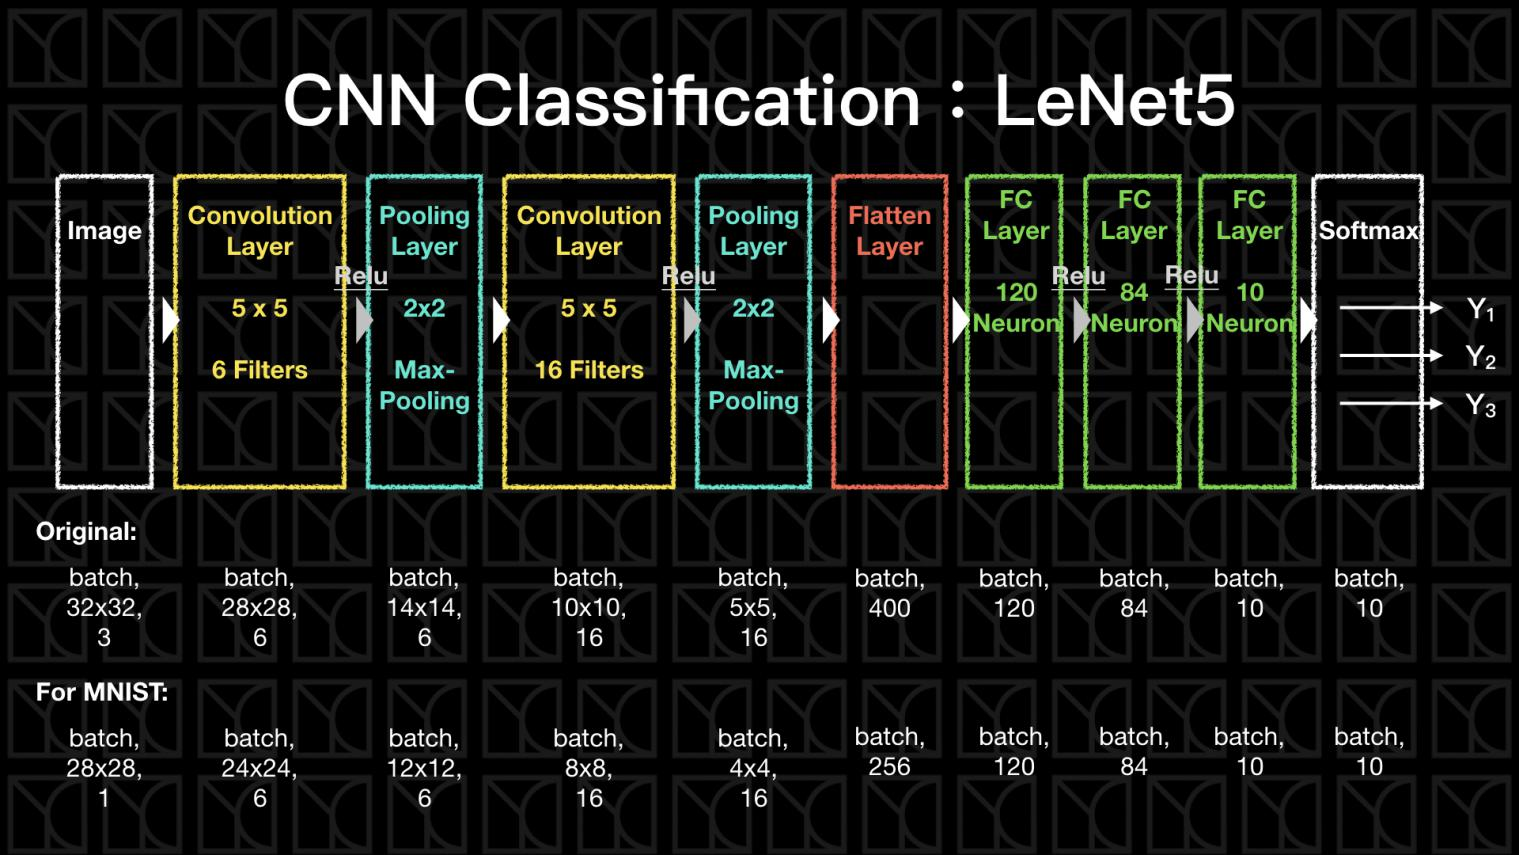 CNN Classification：LeNet5
Image
Convolution
Layer
5 x 5
6 Filters
Relu
Pooling
Layer
2x2
Max-
Pooling
Convolution
Layer
5 x 5
16 Filters
Relu
Pooling
Layer
2x2
Max-
Pooling
Flatten
Layer
FC
Layer
120
Neuron
Relu
FC
Layer
84
Neuron
Relu
FC
Layer
10
Neuron
Softmax
Y1
Y2
Y3
Original:
batch,
32x32,
3
batch,
28x28,
6
batch,
14x14,
6
batch,
10x10,
16
batch,
5x5,
16
batch,
400
batch,
120
batch,
84
batch,
10
batch,
10
For MNIST:
batch,
28x28,
1
batch,
24x24,
6
batch,
12x12,
6
batch,
8x8,
16
batch,
4x4,
16
batch,
256
batch,
120
batch,
84
batch,
10
batch,
10